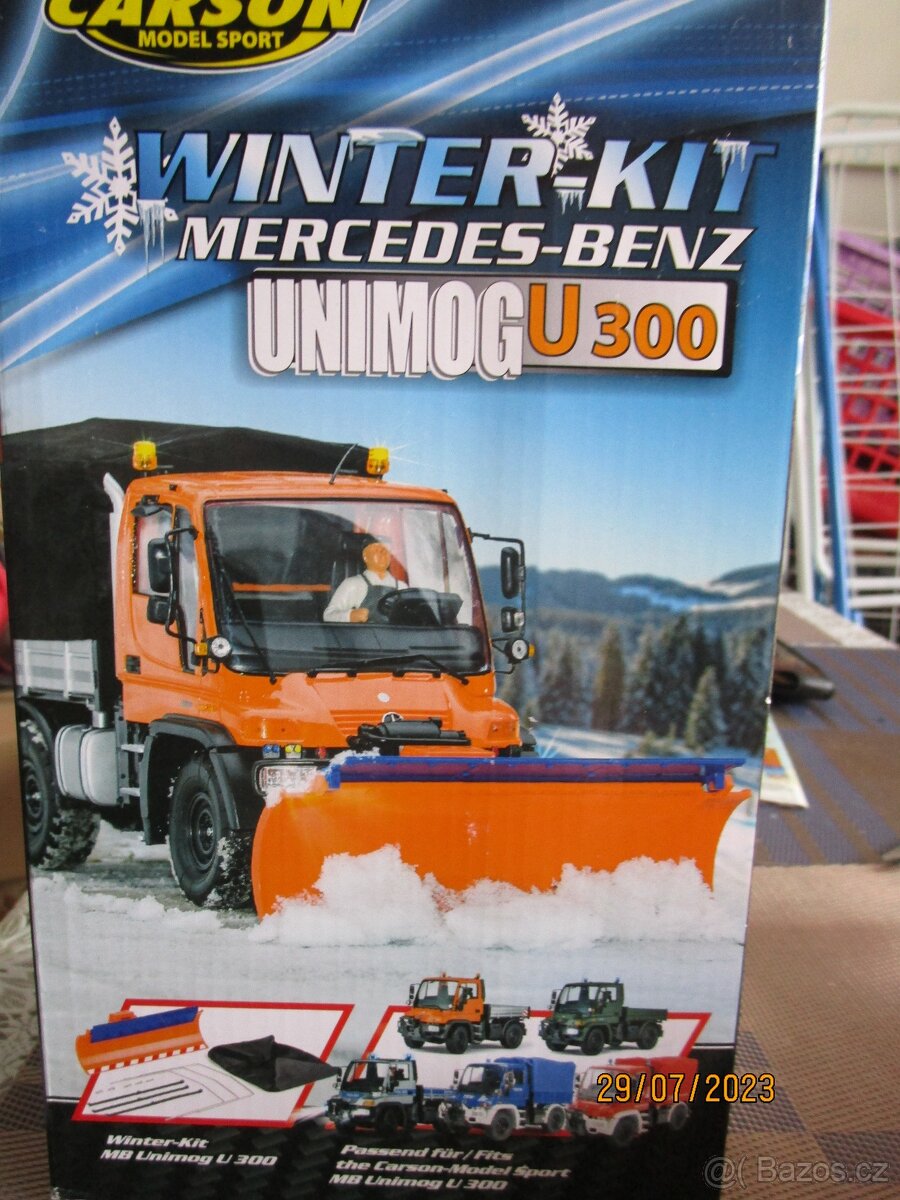 CARSON
MODEL SPORT
WINTER-KIT
MERCEDES-BENZ
UNIMOG U 300
29/07/2023
Winter-Kit
MB Unimog U 300
Passend für/Fits
the Carson-Model Sport
MB Unimog U 300
@( Bazos.cz